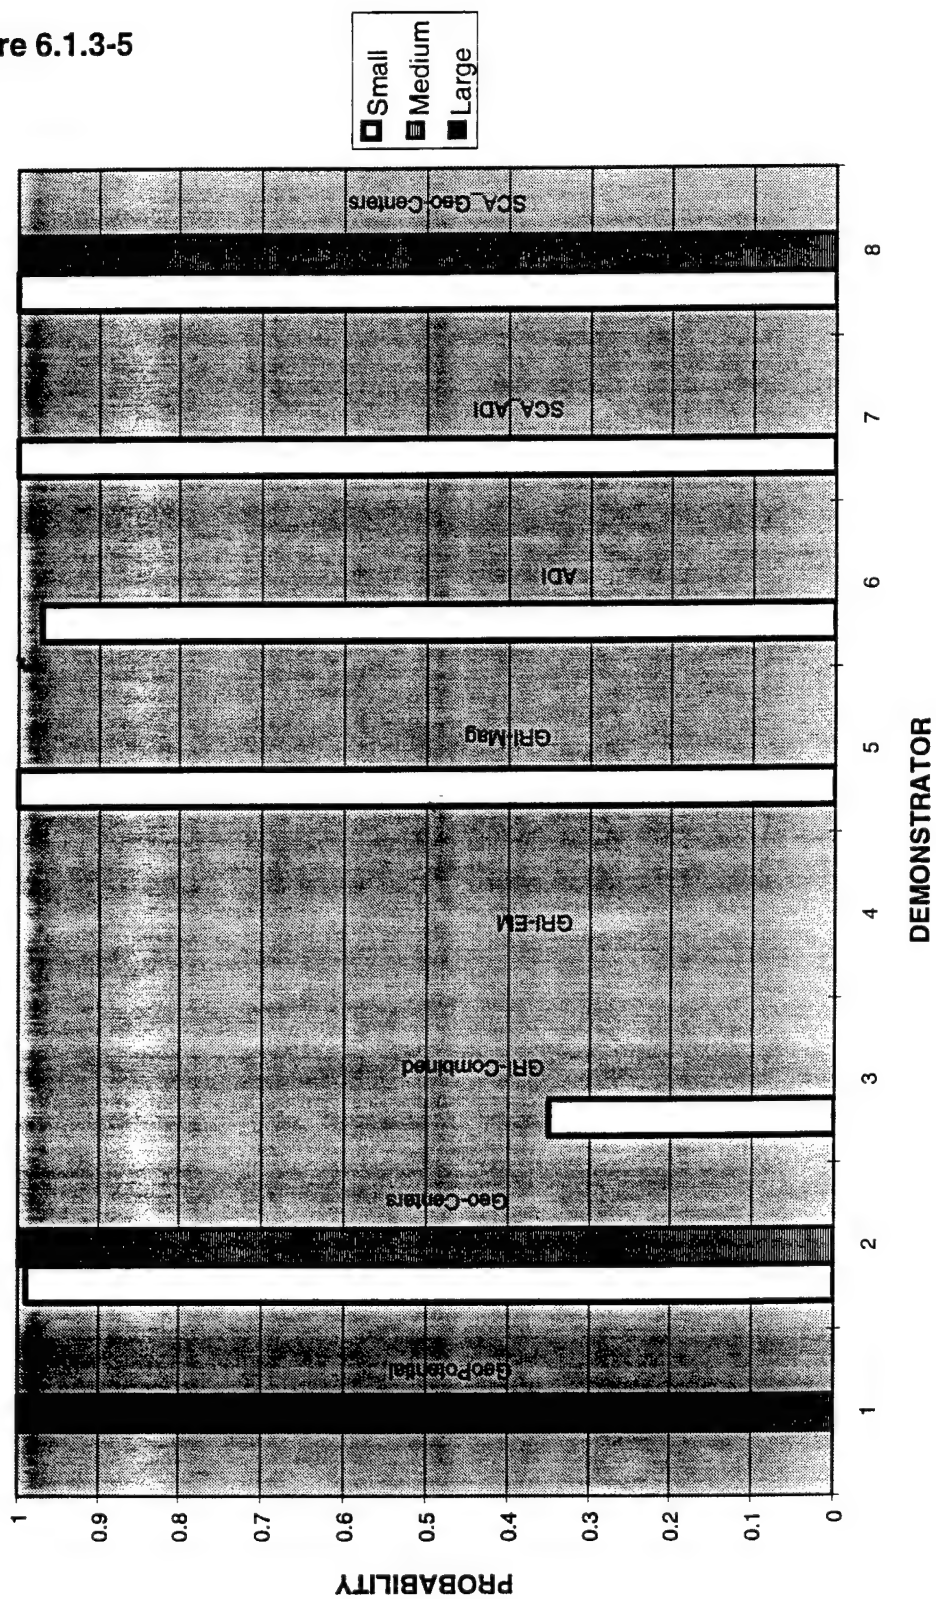 re 6.1.3-5
Small
Medium
Large
PROBABILITY
1
0.9
0.8
0.7
0.6
0.5
0.4
0.3
0.2
0.1
0
GeoPotential
Geo-Centers
GRI-Combined
GRI-EM
GRI-Mag
ADI
SCA_ADI
SCA_Geo-Centers
1
2
3
4
5
6
7
8
DEMONSTRATOR